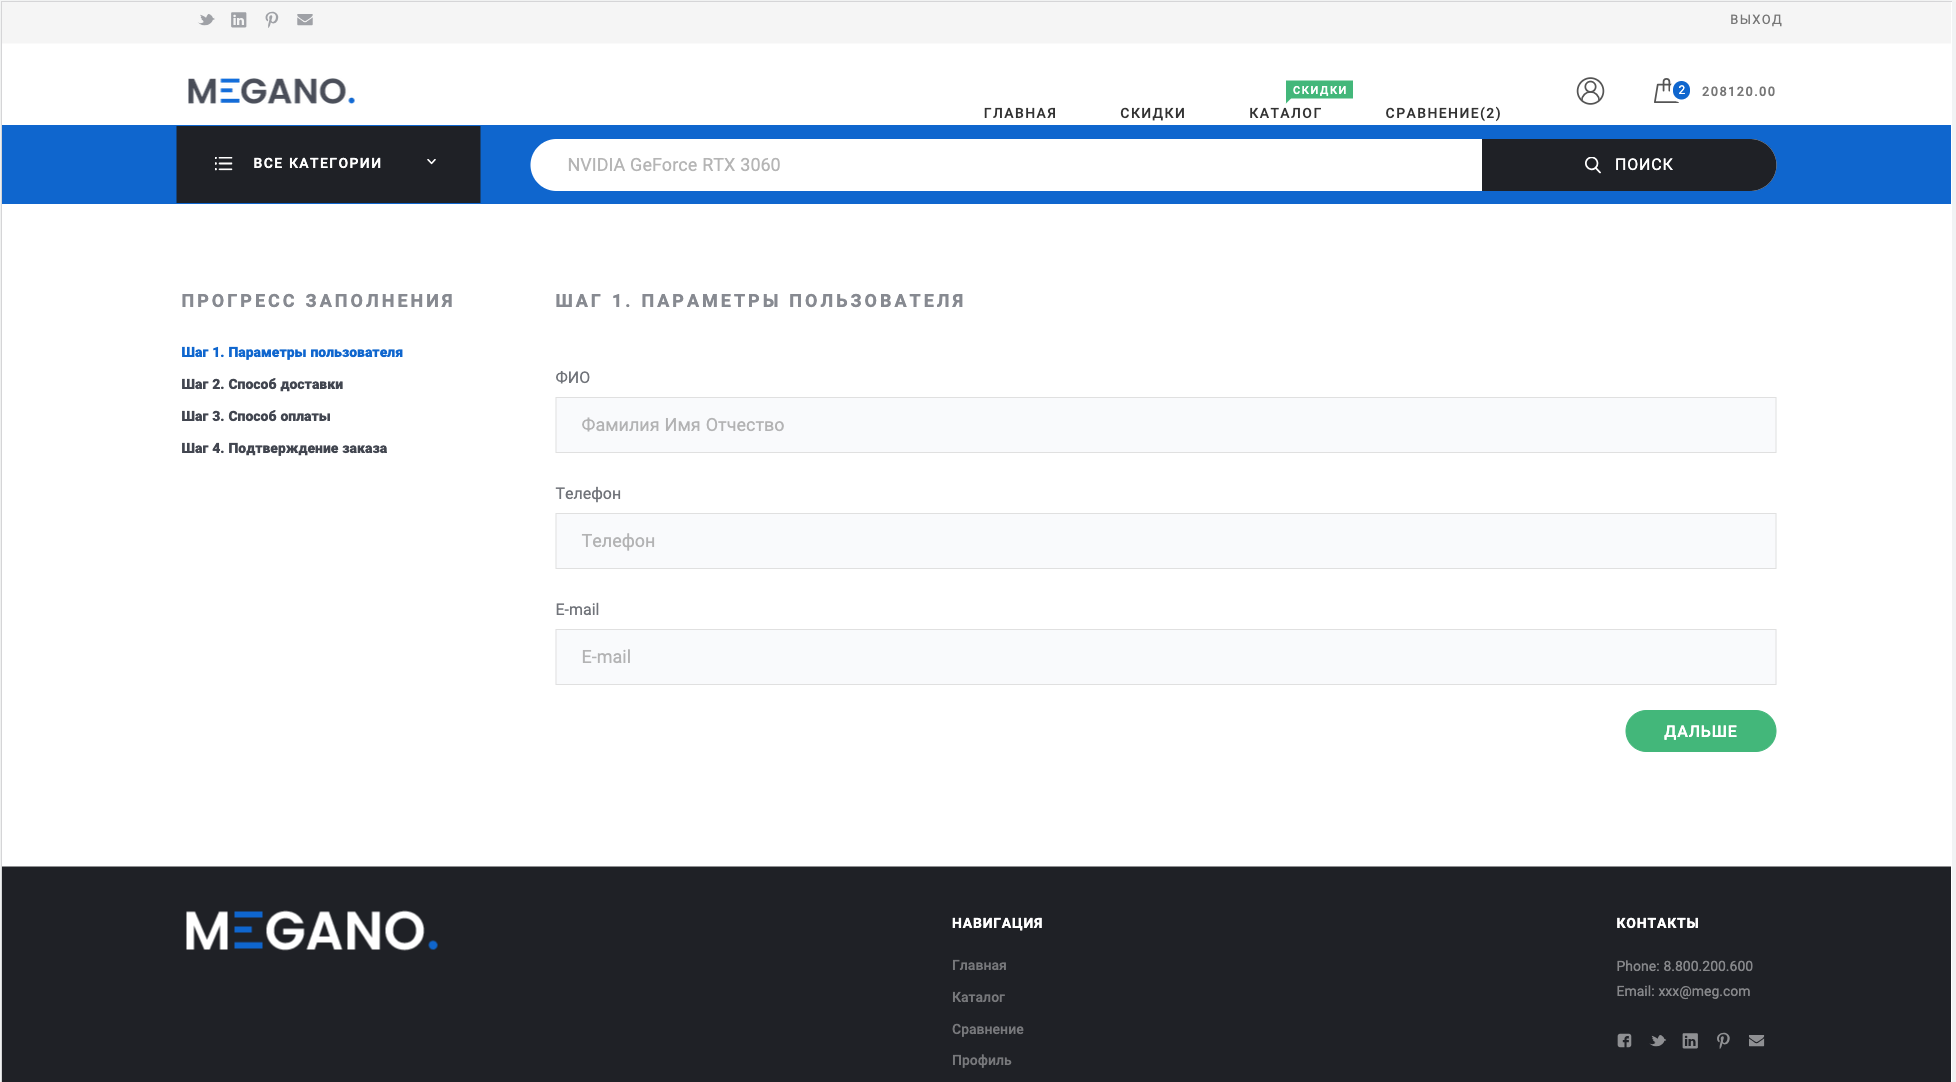 ВЫХОД
MEGANO.
ГЛАВНАЯ
СКИДКИ
СКИДКИ
КАТАЛОГ
СРАВНЕНИЕ(2)
2
208120.00
ВСЕ КАТЕГОРИИ
NVIDIA GeForce RTX 3060
ПОИСК
ПРОГРЕСС ЗАПОЛНЕНИЯ
Шаг 1. Параметры пользователя
Шаг 2. Способ доставки
Шаг 3. Способ оплаты
Шаг 4. Подтверждение заказа
ШАГ 1. ПАРАМЕТРЫ ПОЛЬЗОВАТЕЛЯ
ФИО
Фамилия Имя Отчество
Телефон
Телефон
E-mail
E-mail
ДАЛЬШЕ
MEGANO.
НАВИГАЦИЯ
Главная
Каталог
Сравнение
Профиль
КОНТАКТЫ
Phone: 8.800.200.600
Email: xxx@meg.com